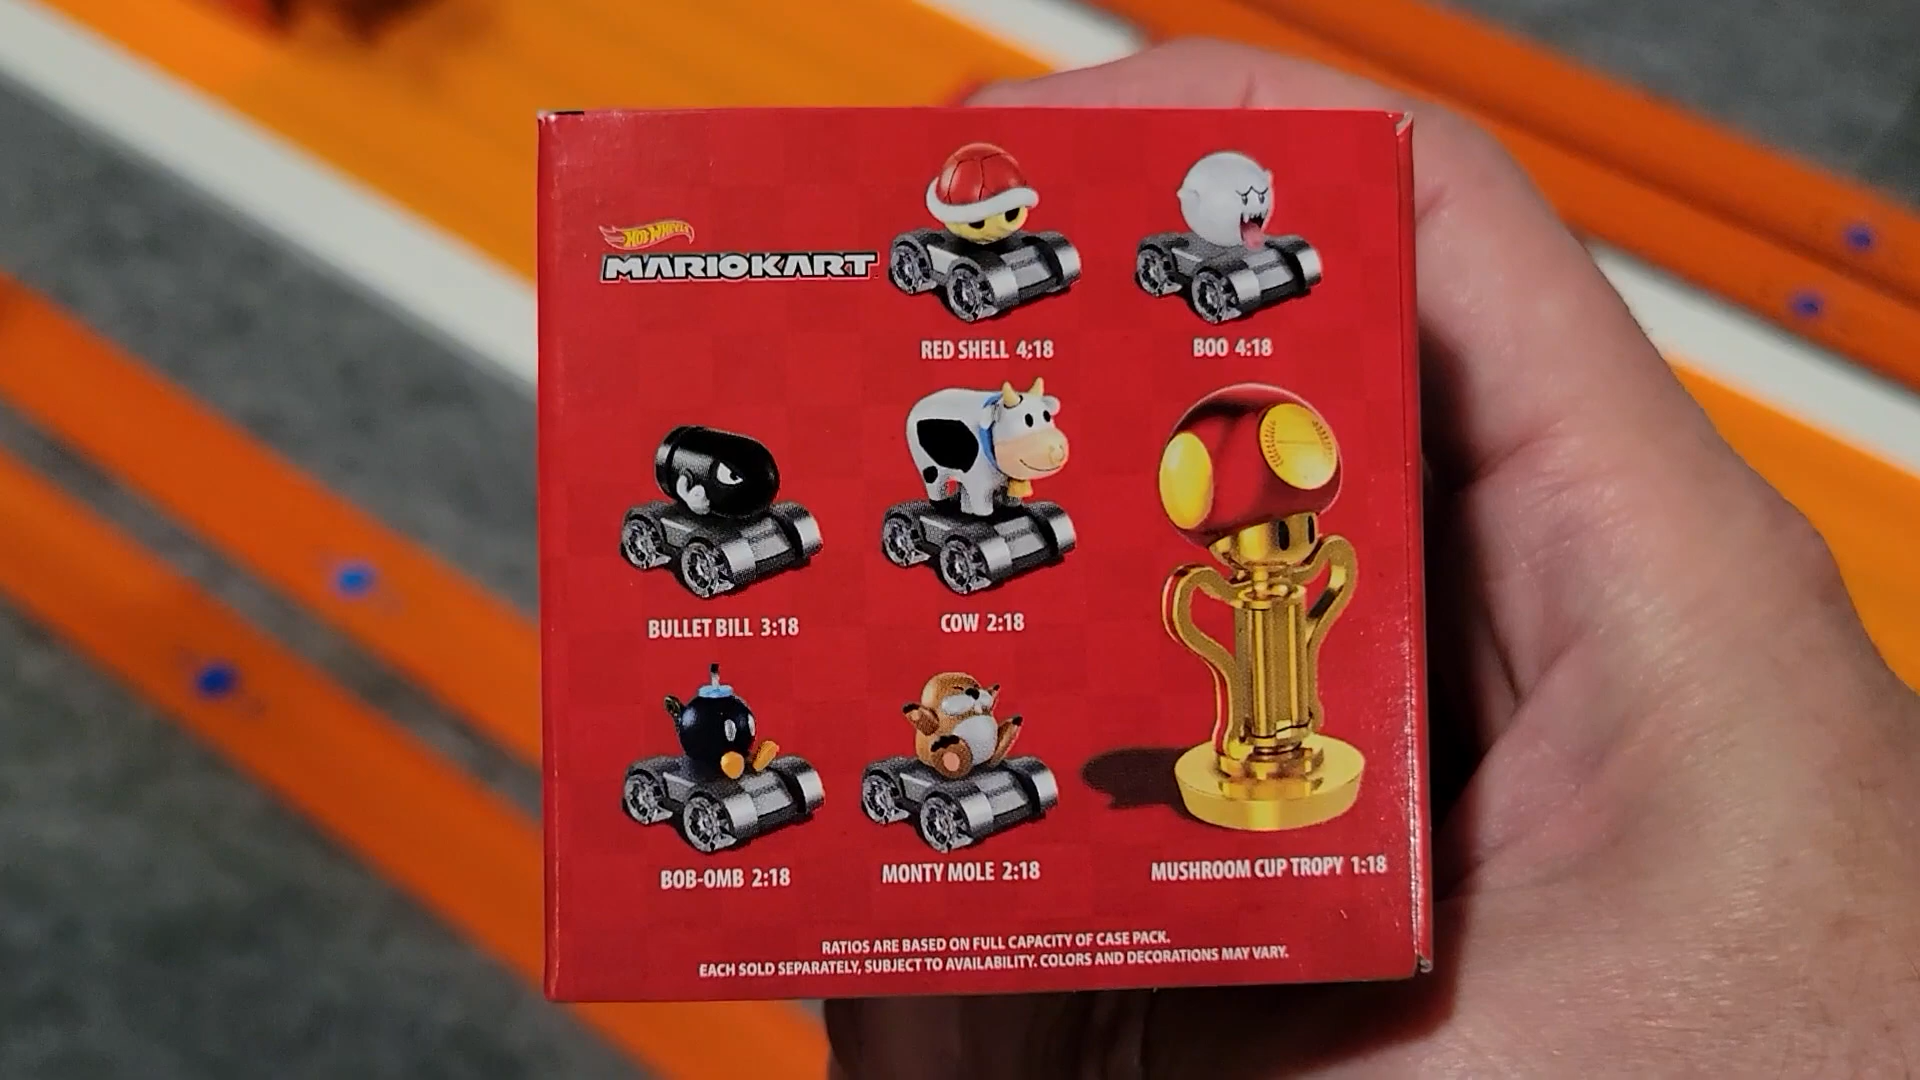 HOT WHEELS
MARIOKART
RED SHELL 4:18
BOO 4:18
BULLET BILL 3:18
COW 2:18
BOB-OMB 2:18
MONTY MOLE 2:18
MUSHROOM CUP TROPY 1:18
RATIOS ARE BASED ON FULL CAPACITY OF CASE PACK.
EACH SOLD SEPARATELY, SUBJECT TO AVAILABILITY. COLORS AND DECORATIONS MAY VARY.